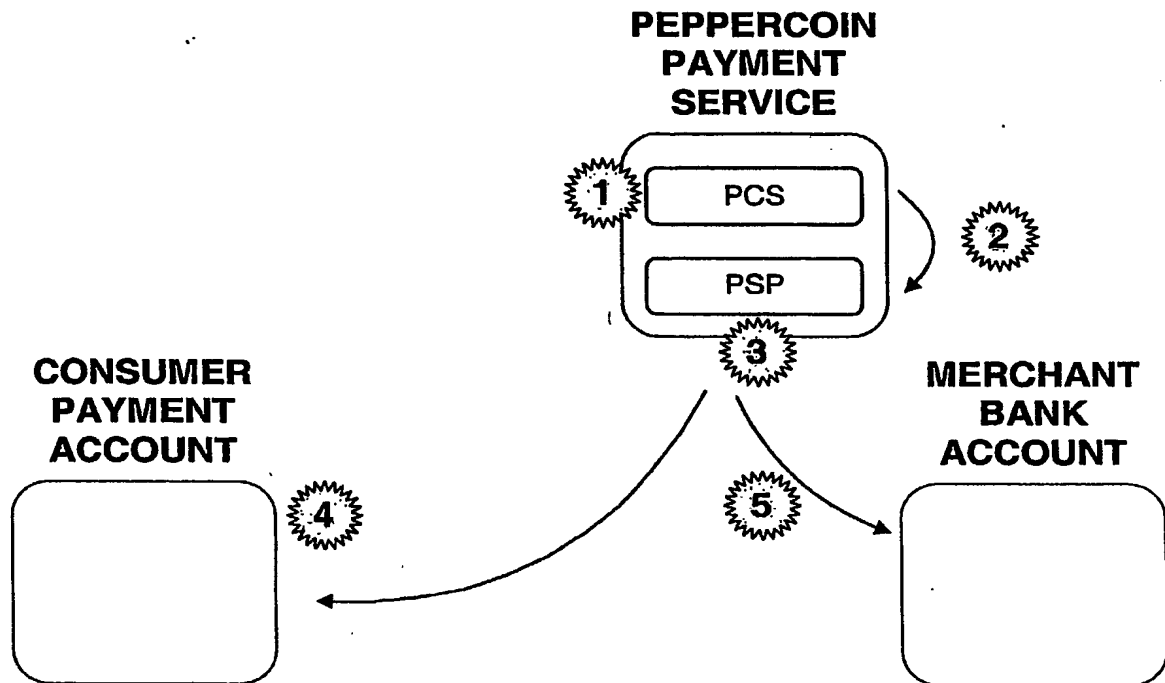 PEPPERCOIN
PAYMENT
SERVICE
1
PCS
2
PSP
3
CONSUMER
PAYMENT
ACCOUNT
MERCHANT
BANK
ACCOUNT
4
5